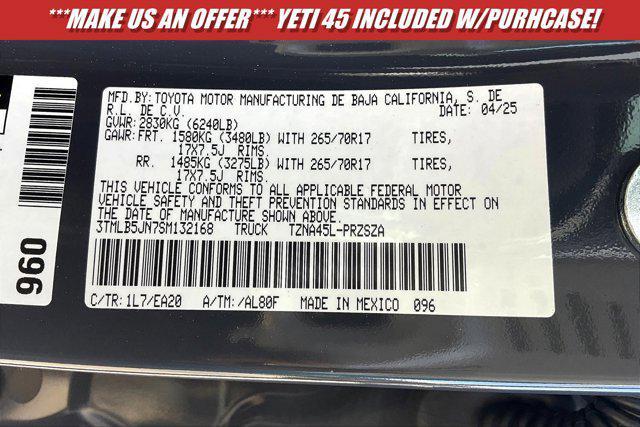 ***MAKE US AN OFFER*** YETI 45 INCLUDED W/PURHCASE!
MFD.BY:TOYOTA MOTOR MANUFACTURING DE BAJA CALIFORNIA, S. DE
R.L. DE C.V. DATE: 04/25
GVWR:2830KG (6240LB)
GAWR:FRT. 1580KG (3480LB) WITH 265/70R17 TIRES,
17X7.5J RIMS.
RR. 1485KG (3275LB) WITH 265/70R17 TIRES,
17X7.5J RIMS.
THIS VEHICLE CONFORMS TO ALL APPLICABLE FEDERAL MOTOR
VEHICLE SAFETY AND THEFT PREVENTION STANDARDS IN EFFECT ON
THE DATE OF MANUFACTURE SHOWN ABOVE.
3TMLB5JN7SM132168 TRUCK TZNA45L-PRZSZA
C/TR:1L7/EA20 A/TM:/AL80F MADE IN MEXICO 096
096